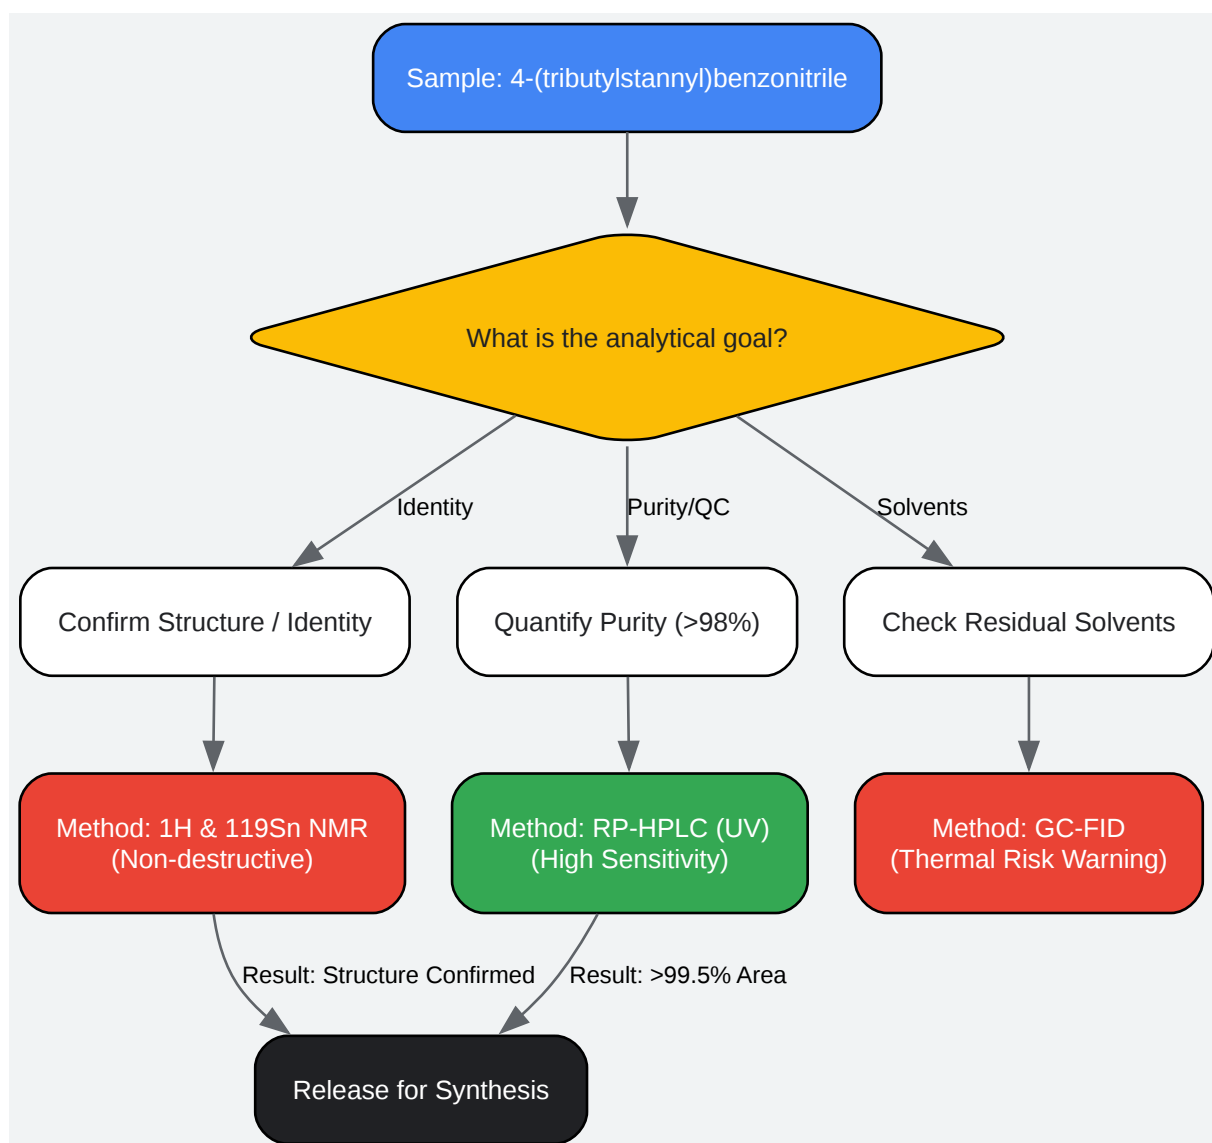 Sample: 4-(tributylstannyl)benzonitrile
What is the analytical goal?
Identity
Purity/QC
Solvents
Confirm Structure / Identity
Quantify Purity (>98%)
Check Residual Solvents
Method: 1H & 119Sn NMR
(Non-destructive)
Method: RP-HPLC (UV)
(High Sensitivity)
Method: GC-FID
(Thermal Risk Warning)
Result: Structure Confirmed
Result: >99.5% Area
Release for Synthesis